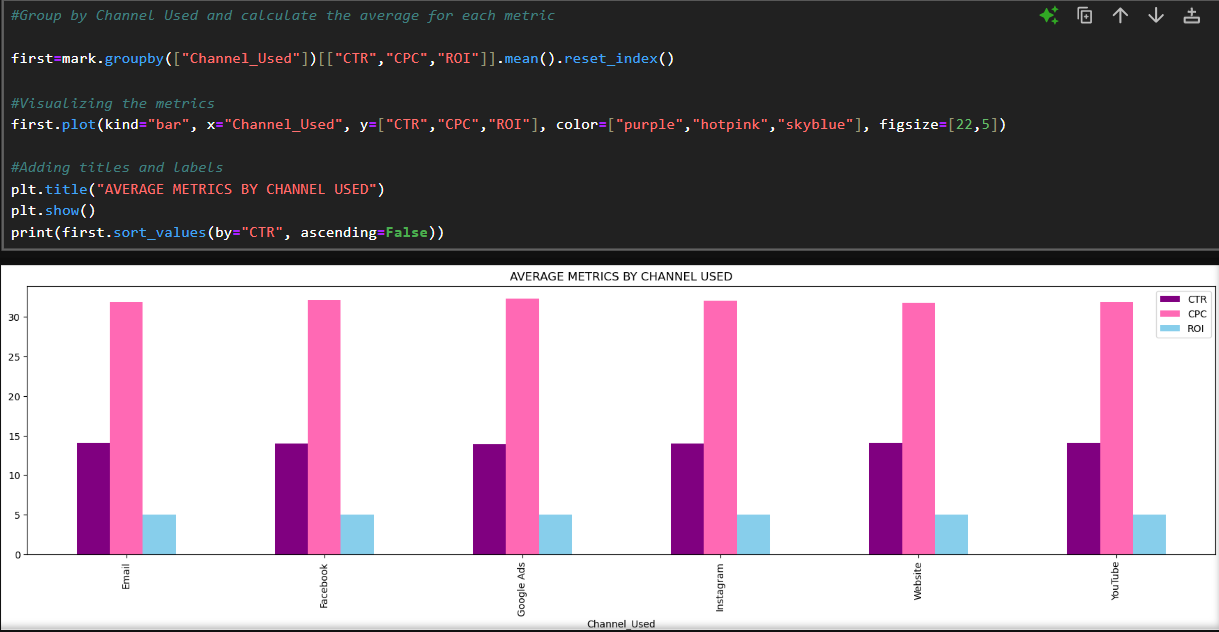 #Group by Channel Used and calculate the average for each metric
first=mark.groupby(["Channel_Used"])[["CTR","CPC","ROI"]].mean().reset_index()
#Visualizing the metrics
first.plot(kind="bar", x="Channel_Used", y=["CTR","CPC","ROI"], color=["purple","hotpink","skyblue"], figsize=[22,5])
#Adding titles and labels
plt.title("AVERAGE METRICS BY CHANNEL USED")
plt.show()
print(first.sort_values(by="CTR", ascending=False))
AVERAGE METRICS BY CHANNEL USED
CTR
CPC
ROI
30
25
20
15
10
5
0
Email
Facebook
Google Ads
Instagram
Website
YouTube
Channel_Used